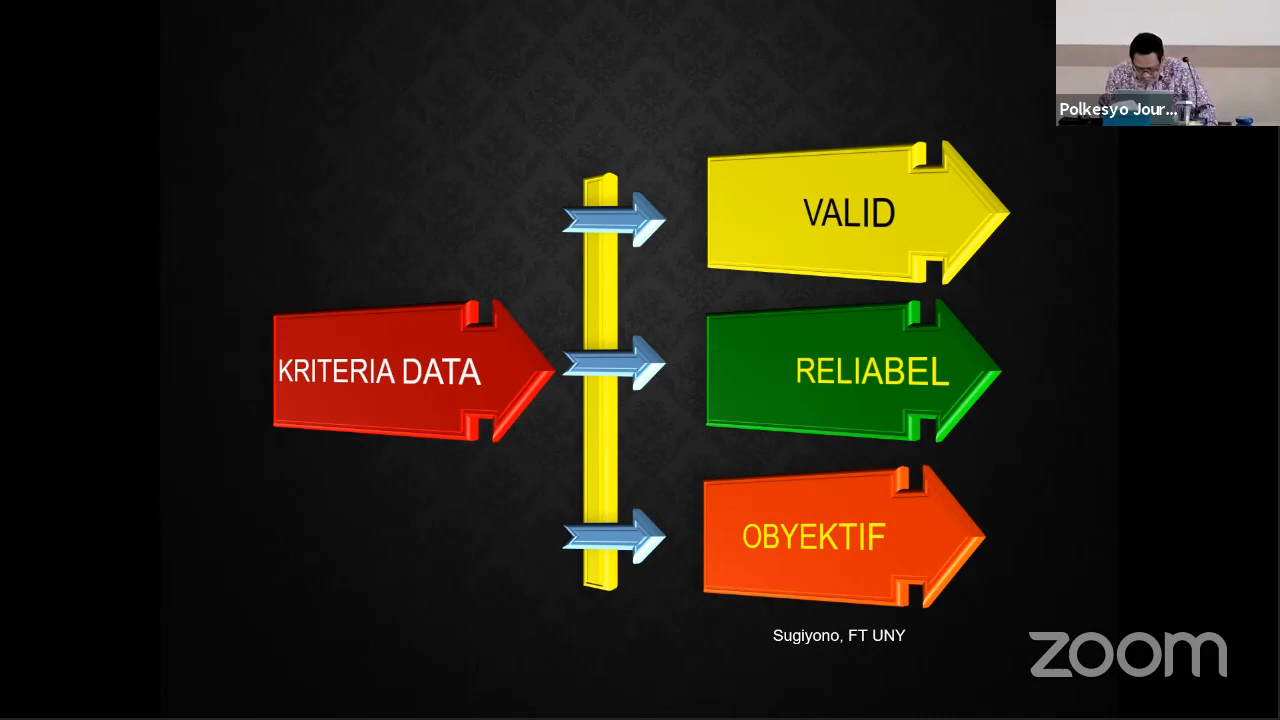 Polkesyo Jour...
VALID
KRITERIA DATA
RELIABEL
OBYEKTIF
Sugiyono, FT UNY
zoom